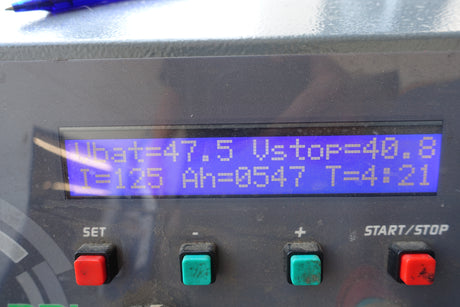 Vbat=47.5 Vstop=40.8
T=125 Ah=0547 T=4:21
SET - + START/STOP